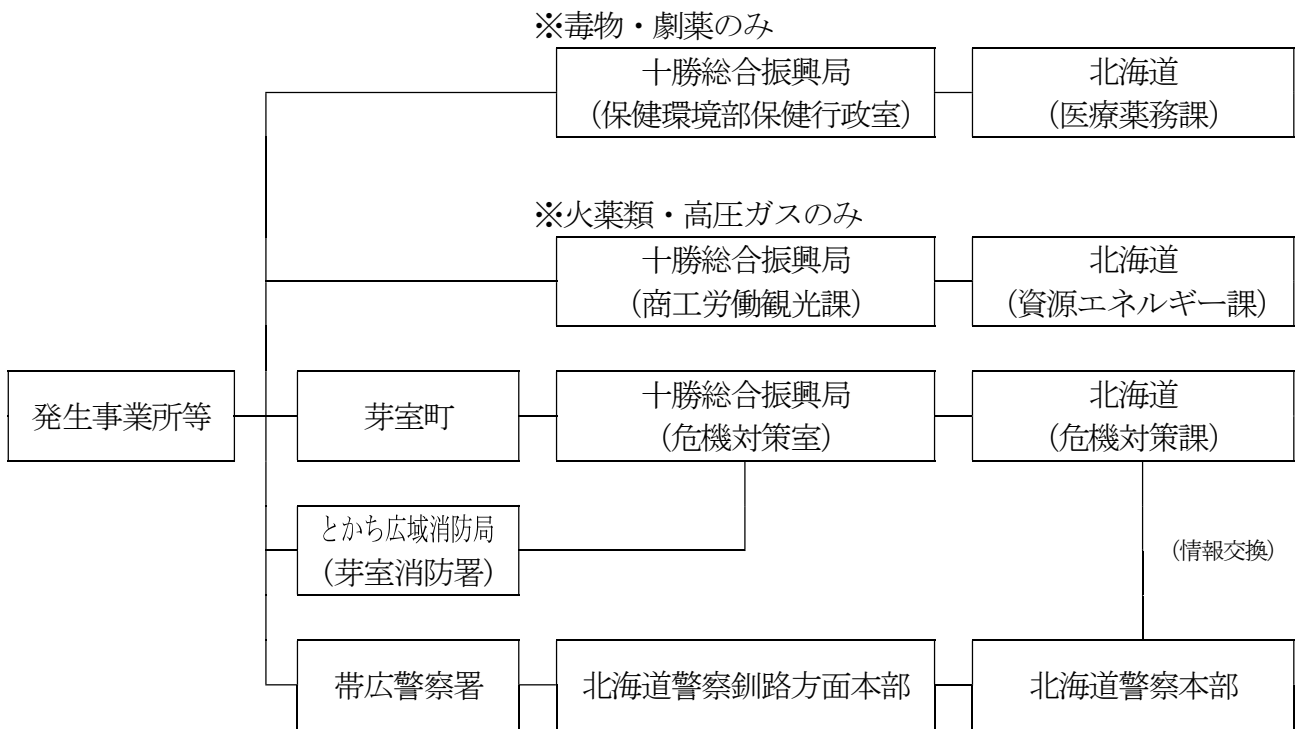 ※毒物・劇薬のみ
十勝総合振興局
（保健環境部保健行政室）
北海道
（医療薬務課）
※火薬類・高圧ガスのみ
十勝総合振興局
（商工労働観光課）
北海道
（資源エネルギー課）
発生事業所等
芽室町
十勝総合振興局
（危機対策室）
北海道
（危機対策課）
とかち広域消防局
（芽室消防署）
（情報交換）
帯広警察署
北海道警察釧路方面本部
北海道警察本部